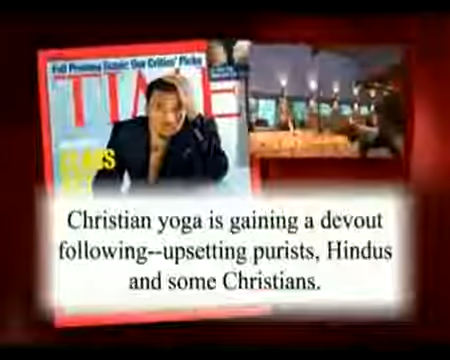 Fall Preview Issue: Our Critics' Picks
TIME
Christian yoga is gaining a devout
following--upsetting purists, Hindus
and some Christians.